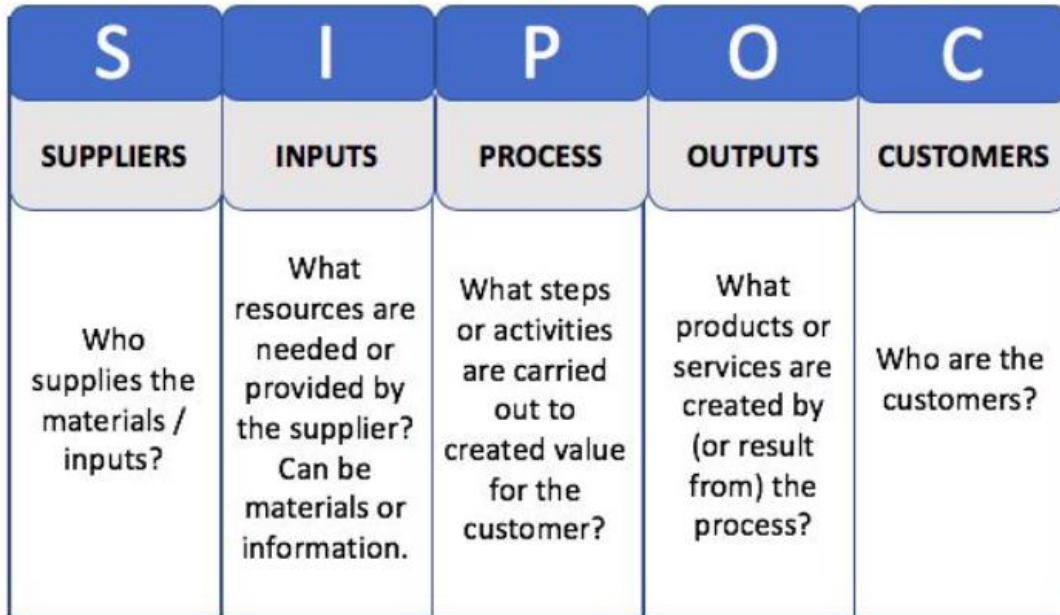 S I P O C
SUPPLIERS INPUTS PROCESS OUTPUTS CUSTOMERS
Who
supplies the
materials /
inputs?
What
resources are
needed or
provided by
the supplier?
Can be
materials or
information.
What steps
or activities
are carried
out to
created value
for the
customer?
What
products or
services are
created by
(or result
from) the
process?
Who are the
customers?